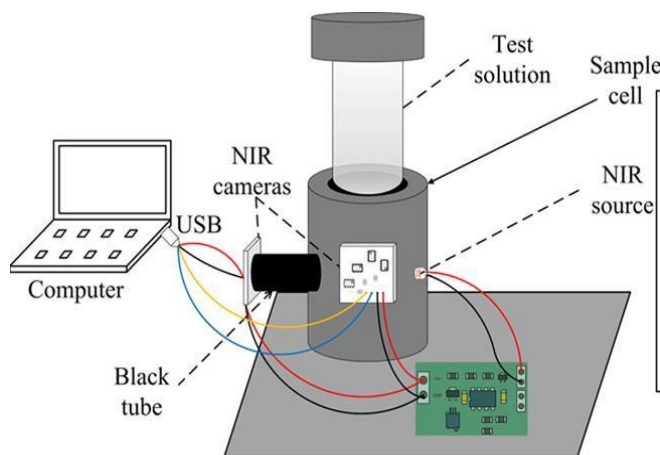 Test
solution
Sample
cell
NIR
cameras
NIR
source
USB
Computer
Black
tube